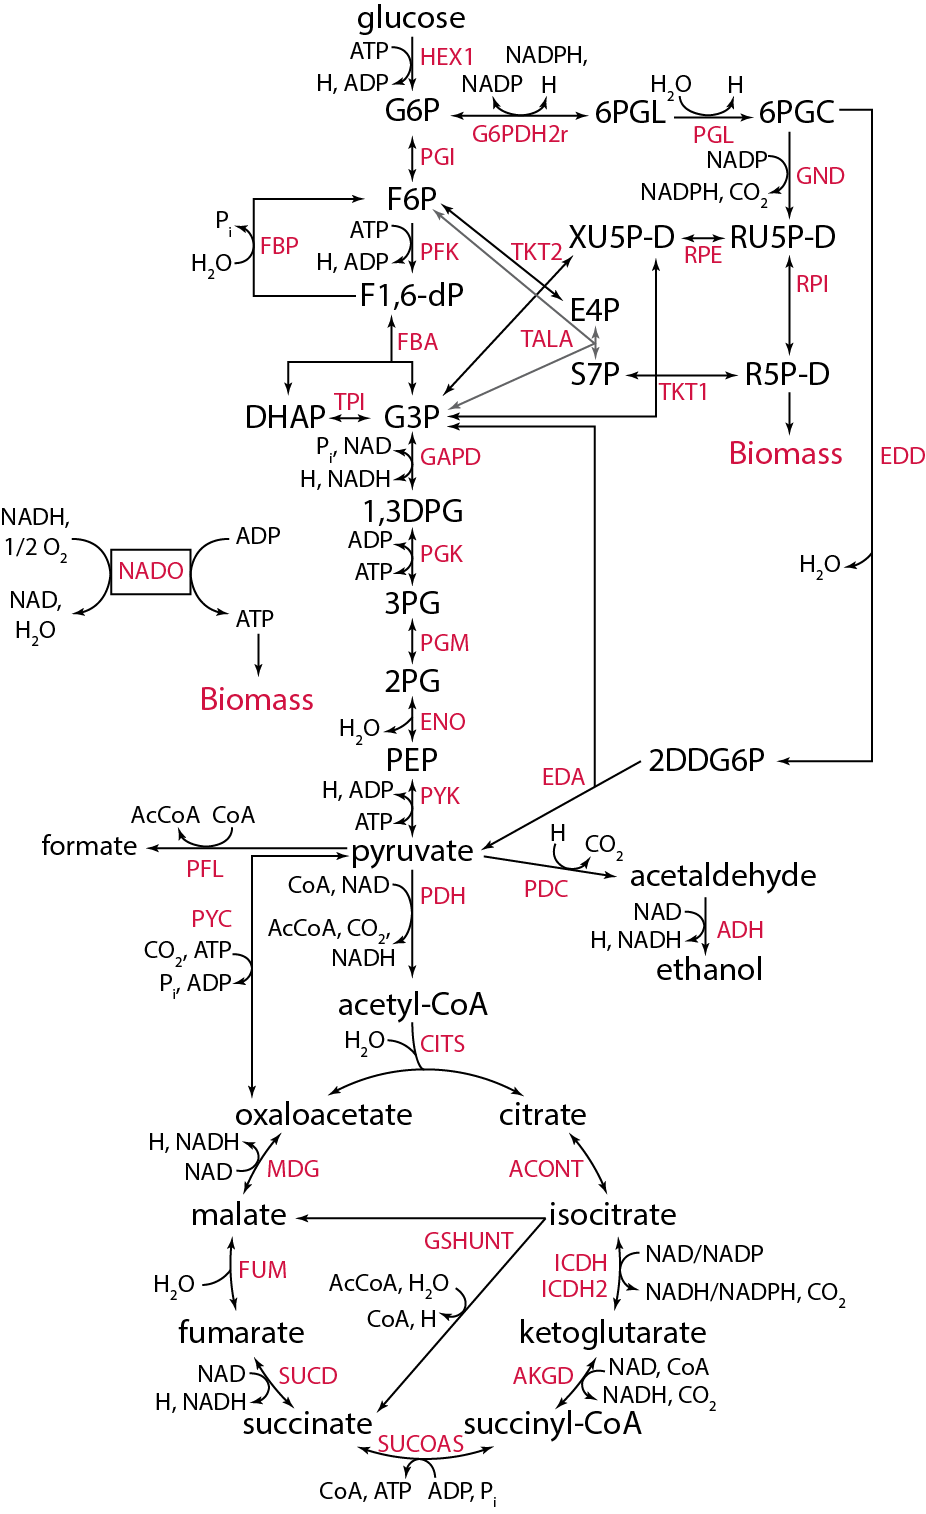 glucose
ATP
HEX1
H, ADP
NADPH,
NADP H
H2O H
G6P
6PGL
6PGC
G6PDH2r
PGL
PGI
NADP
GND
NADPH, CO2
F6P
Pi
FBP
H2O
ATP
PFK
H, ADP
TKT2
XU5P-D
RU5P-D
RPE
RPI
F1,6-dP
E4P
FBA
TALA
S7P
R5P-D
TKT1
DHAP
TPI
G3P
Biomass
EDD
Pi, NAD
GAPD
H, NADH
1,3DPG
NADH,
1/2 O2
ADP
NADO
NAD,
H2O
ATP
Biomass
ADP
PGK
ATP
H2O
3PG
PGM
2PG
H2O
ENO
PEP
2DDG6P
EDA
H, ADP
PYK
ATP
AcCoA CoA
formate
PFL
pyruvate
H
CO2
PDC
acetaldehyde
CoA, NAD
PDH
AcCoA, CO2,
NADH
NAD
ADH
H, NADH
ethanol
PYC
CO2, ATP
Pi, ADP
acetyl-CoA
H2O
CITS
oxaloacetate
citrate
H, NADH
NAD
MDG
ACONT
malate
isocitrate
GSHUNT
ICDH
ICDH2
NAD/NADP
NADH/NADPH, CO2
H2O
FUM
AcCoA, H2O
CoA, H
fumarate
ketoglutarate
NAD
SUCD
H, NADH
AKGD
NAD, CoA
NADH, CO2
succinate
succinyl-CoA
SUCOAS
CoA, ATP
ADP, Pi